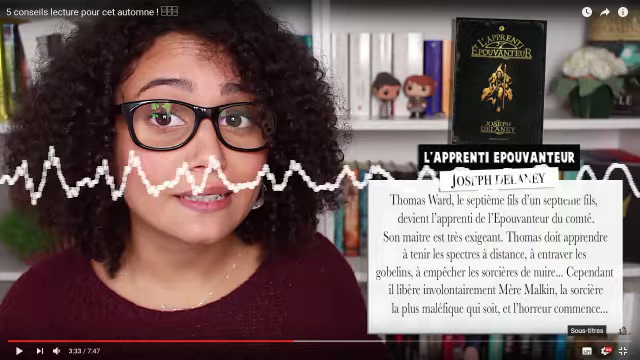 5 conseils lecture pour cet automne !
L'APPRENTI
ÉPOUVANTEUR
JOSEPH
DELANEY
L'APPRENTI EPOUVANTEUR
JOSEPH DELANEY
Thomas Ward, le septième fils d'un septième fils,
devient l'apprenti de l'Epouvanteur du comté.
Son maitre est très exigeant. Thomas doit apprendre
à tenir les spectres à distance, à entraver les
gobelins, à empêcher les sorcières de nuire... Cependant
il libère involontairement Mère Malkin, la sorcière
la plus maléfique qui soit, et l'horreur commence...
Sous-titres
3:33 / 7:47